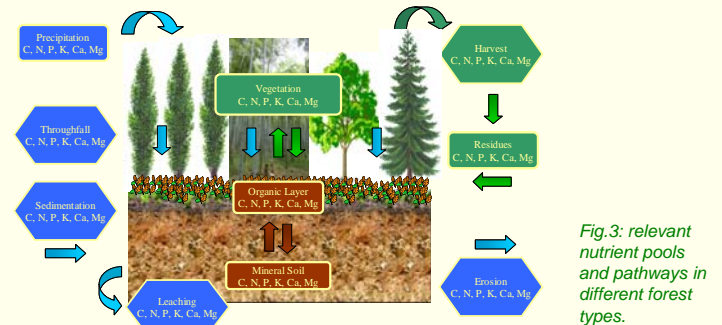 Precipitation
C, N, P, K, Ca, Mg
Harvest
C, N, P, K, Ca, Mg
Vegetation
C, N, P, K, Ca, Mg
Throughfall
C, N, P, K, Ca, Mg
Residues
C, N, P, K, Ca, Mg
Organic Layer
C, N, P, K, Ca, Mg
Sedimentation
C, N, P, K, Ca, Mg
Mineral Soil
C, N, P, K, Ca, Mg
Leaching
C, N, P, K, Ca, Mg
Erosion
C, N, P, K, Ca, Mg
Fig.3: relevant
nutrient pools
and pathways in
different forest
types.